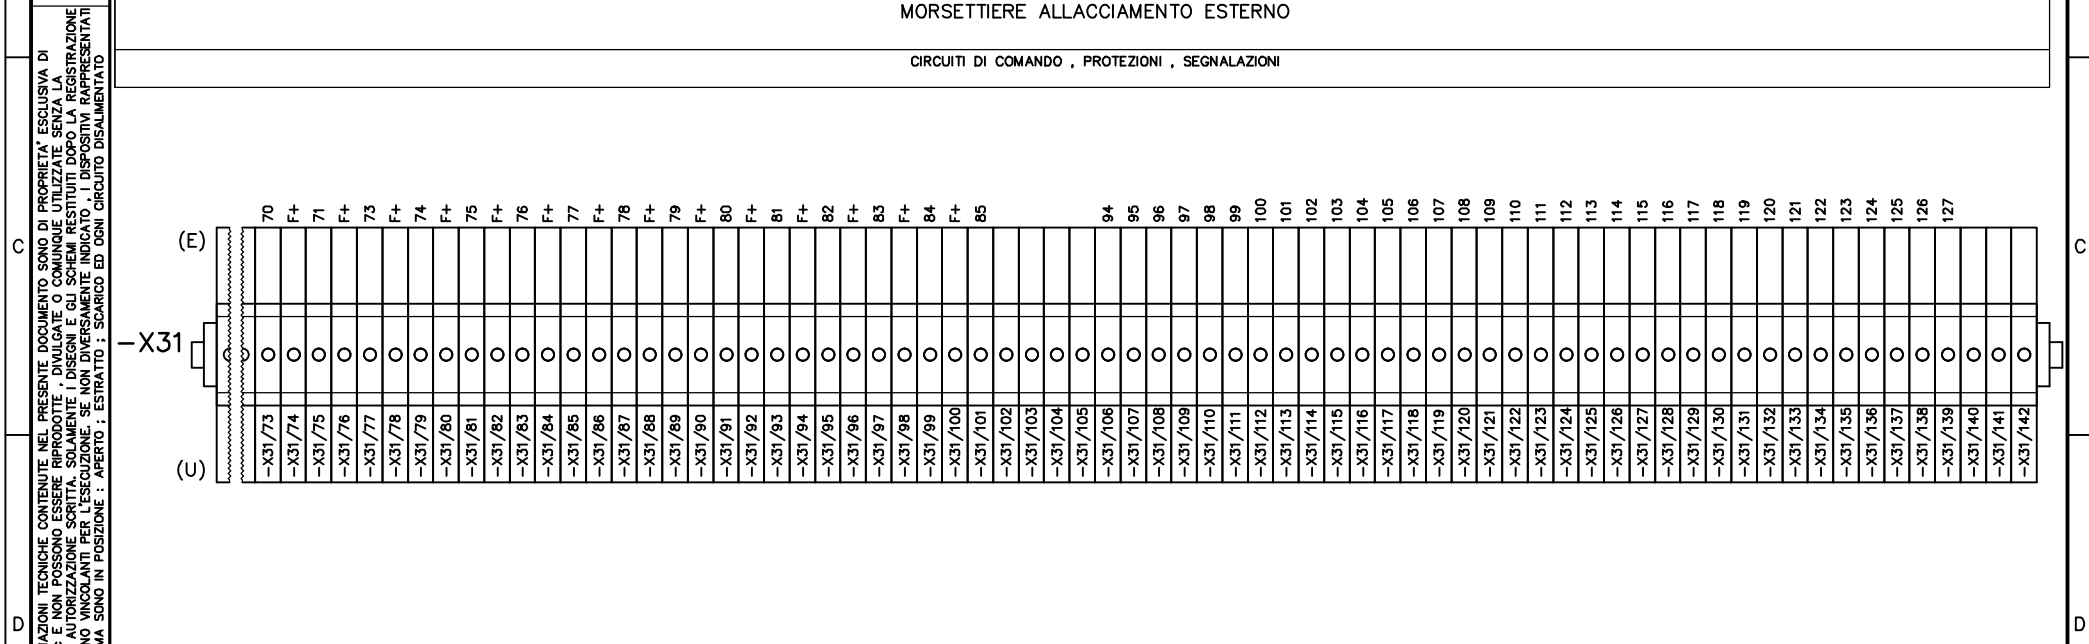 MORSETTIERE ALLACCIAMENTO ESTERNO
CIRCUITI DI COMANDO , PROTEZIONI , SEGNALAZIONI
C
D
AZIONI TECNICHE CONTENUTE NEL PRESENTE DOCUMENTO SONO DI PROPRIETA' ESCLUSIVA DI
E NON POSSONO ESSERE RIPRODOTTE , DIVULGATE O COMUNQUE UTILIZZATE SENZA LA
AUTORIZZAZIONE SCRITTA. SOLAMENTE I DISEGNI E GLI SCHEMI RESTITUITI DOPO LA REGISTRAZIONE
NO VINCOLANTI PER L'ESECUZIONE. SE NON DIVERSAMENTE INDICATO , I DISPOSITIVI RAPPRESENTATI
MA SONO IN POSIZIONE : APERTO ; ESTRATTO ; SCARICO ED OGNI CIRCUITO DISALIMENTATO
70 F+ 71 F+ 73 F+ 74 F+ 75 F+ 76 F+ 77 F+ 78 F+ 79 F+ 80 F+ 81 F+ 82 F+ 83 F+ 84 F+ 85 94 95 96 97 98 99 100 101 102 103 104 105 106 107 108 109 110 111 112 113 114 115 116 117 118 119 120 121 122 123 124 125 126 127
(E)
-X31
(U)
-X31/73 -X31/74 -X31/75 -X31/76 -X31/77 -X31/78 -X31/79 -X31/80 -X31/81 -X31/82 -X31/83 -X31/84 -X31/85 -X31/86 -X31/87 -X31/88 -X31/89 -X31/90 -X31/91 -X31/92 -X31/93 -X31/94 -X31/95 -X31/96 -X31/97 -X31/98 -X31/99 -X31/100 -X31/101 -X31/102 -X31/103 -X31/104 -X31/105 -X31/106 -X31/107 -X31/108 -X31/109 -X31/110 -X31/111 -X31/112 -X31/113 -X31/114 -X31/115 -X31/116 -X31/117 -X31/118 -X31/119 -X31/120 -X31/121 -X31/122 -X31/123 -X31/124 -X31/125 -X31/126 -X31/127 -X31/128 -X31/129 -X31/130 -X31/131 -X31/132 -X31/133 -X31/134 -X31/135 -X31/136 -X31/137 -X31/138 -X31/139 -X31/140 -X31/141 -X31/142
C
D